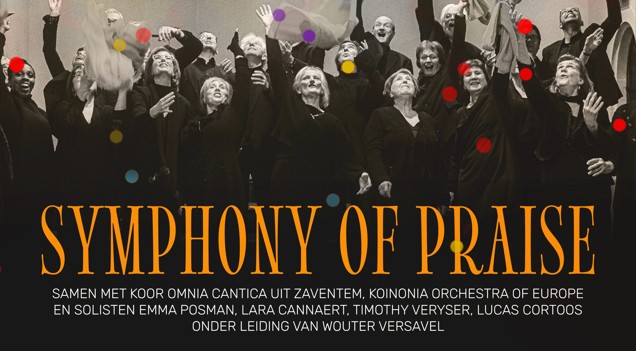 SYMPHONY OF PRAISE
SAMEN MET KOOR OMNIA CANTICA UIT ZAVENTEM, KOINONIA ORCHESTRA OF EUROPE
EN SOLISTEN EMMA POSMAN, LARA CANNAERT, TIMOTHY VERYSER, LUCAS CORTOOS
ONDER LEIDING VAN WOUTER VERSAVEL